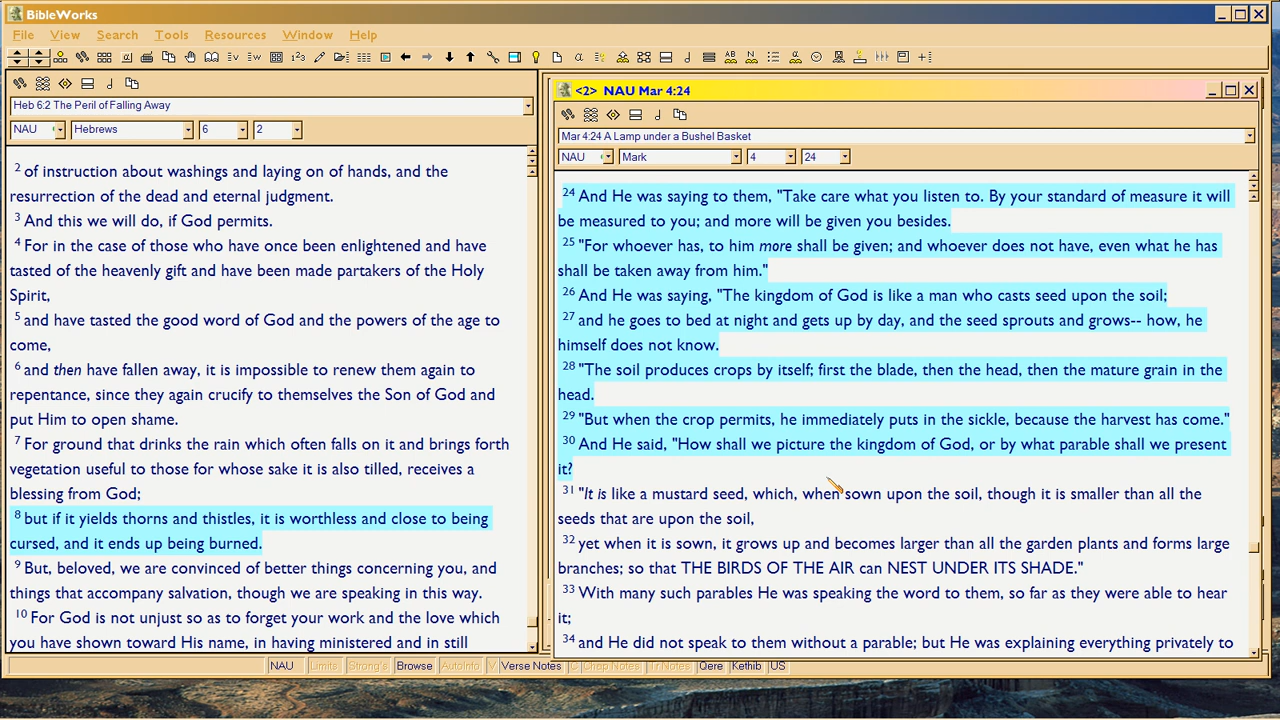 BibleWorks
File View Search Tools Resources Window Help
Heb 6:2 The Peril of Falling Away
NAU Hebrews 6 2
2 of instruction about washings and laying on of hands, and the
resurrection of the dead and eternal judgment.
3 And this we will do, if God permits.
4 For in the case of those who have once been enlightened and have
tasted of the heavenly gift and have been made partakers of the Holy
Spirit,
5 and have tasted the good word of God and the powers of the age to
come,
6 and then have fallen away, it is impossible to renew them again to
repentance, since they again crucify to themselves the Son of God and
put Him to open shame.
7 For ground that drinks the rain which often falls on it and brings forth
vegetation useful to those for whose sake it is also tilled, receives a
blessing from God;
8 but if it yields thorns and thistles, it is worthless and close to being
cursed, and it ends up being burned.
9 But, beloved, we are convinced of better things concerning you, and
things that accompany salvation, though we are speaking in this way.
10 For God is not unjust so as to forget your work and the love which
you have shown toward His name, in having ministered and in still
<2> NAU Mar 4:24
Mar 4:24 A Lamp under a Bushel Basket
NAU Mark 4 24
24 And He was saying to them, "Take care what you listen to. By your standard of measure it will
be measured to you; and more will be given you besides.
25 "For whoever has, to him more shall be given; and whoever does not have, even what he has
shall be taken away from him."
26 And He was saying, "The kingdom of God is like a man who casts seed upon the soil;
27 and he goes to bed at night and gets up by day, and the seed sprouts and grows-- how, he
himself does not know.
28 "The soil produces crops by itself; first the blade, then the head, then the mature grain in the
head.
29 "But when the crop permits, he immediately puts in the sickle, because the harvest has come."
30 And He said, "How shall we picture the kingdom of God, or by what parable shall we present
it?
31 "It is like a mustard seed, which, when sown upon the soil, though it is smaller than all the
seeds that are upon the soil,
32 yet when it is sown, it grows up and becomes larger than all the garden plants and forms large
branches; so that THE BIRDS OF THE AIR can NEST UNDER ITS SHADE."
33 With many such parables He was speaking the word to them, so far as they were able to hear
it;
34 and He did not speak to them without a parable; but He was explaining everything privately to
NAU Limits Strong's Browse AutoInfo V Verse Notes C Chap Notes Tr Notes Qere Kethib US